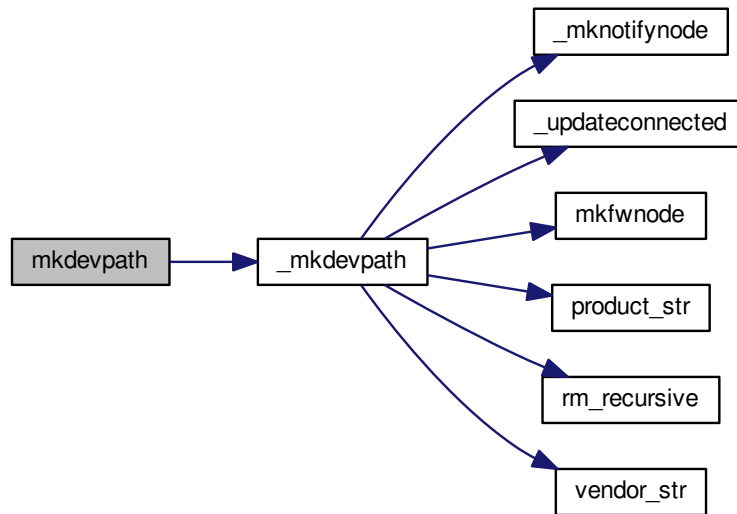 mkdevpath
_mkdevpath
_mknotifynode
_updateconnected
mkfwnode
product_str
rm_recursive
vendor_str